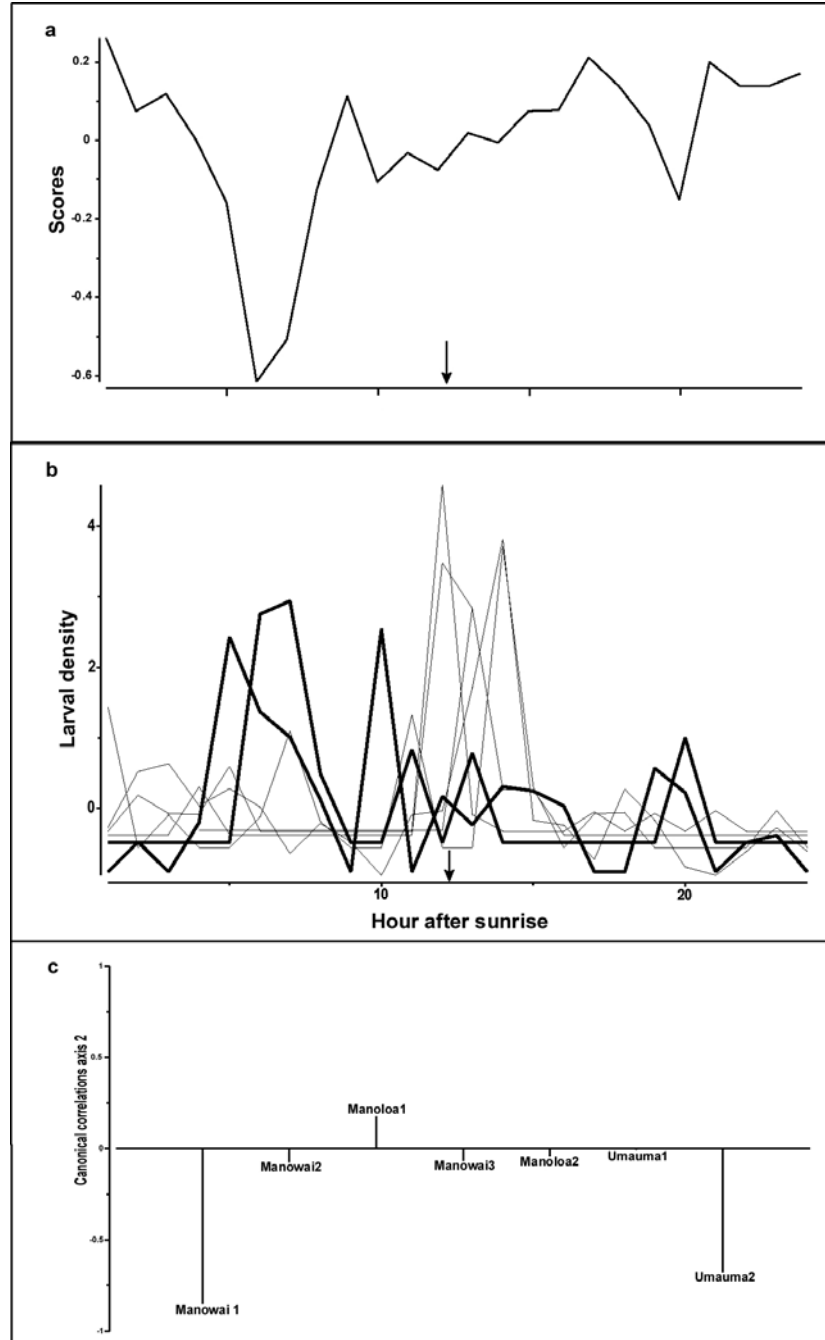 a
0.2
0
-0.2
-0.4
-0.6
Scores
b
4
2
0
Larval density
10
20
Hour after sunrise
c
1
0.5
0
-0.5
-1
Canonical correlations axis 2
Manoloa1
Manowai2
Manowai3
Manoloa2
Umauma1
Manowai 1
Umauma2